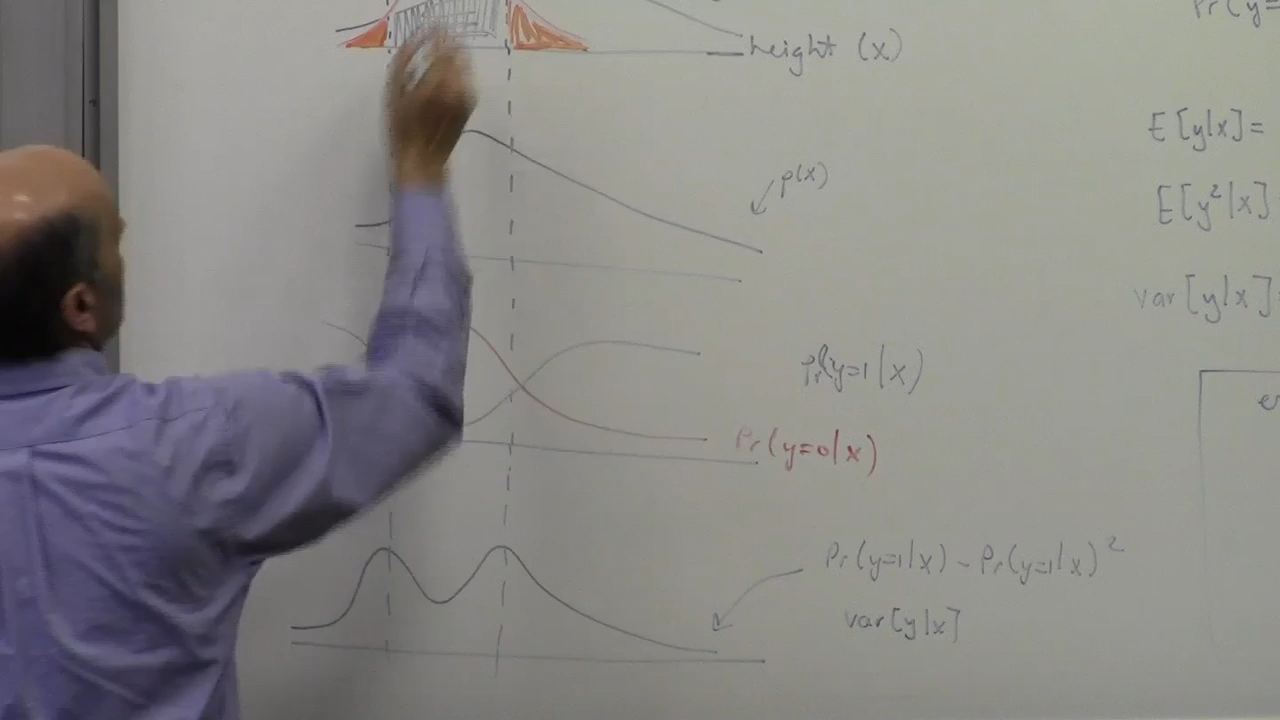 Pr(y=
height (x)
E[y|x]=
p(x)
E[y²|x]
var[y|x]=
Pr(y=1|x)
Pr(y=0|x)
Pr(y=1|x) - Pr(y=1|x)²
var[y|x]